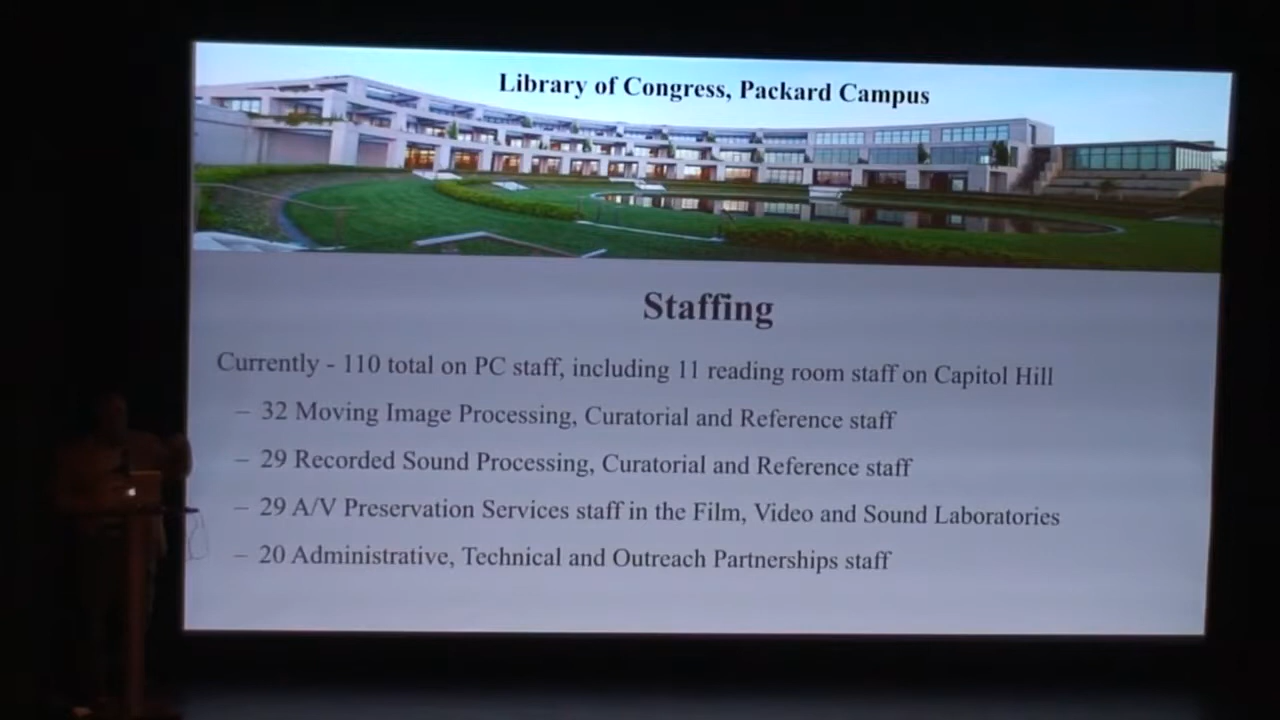 Library of Congress, Packard Campus
Staffing
Currently - 110 total on PC staff, including 11 reading room staff on Capitol Hill
– 32 Moving Image Processing, Curatorial and Reference staff
– 29 Recorded Sound Processing, Curatorial and Reference staff
– 29 A/V Preservation Services staff in the Film, Video and Sound Laboratories
– 20 Administrative, Technical and Outreach Partnerships staff